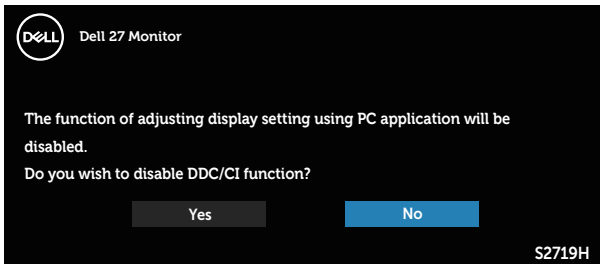 DELL
Dell 27 Monitor
The function of adjusting display setting using PC application will be
disabled.
Do you wish to disable DDC/CI function?
Yes No
S2719H